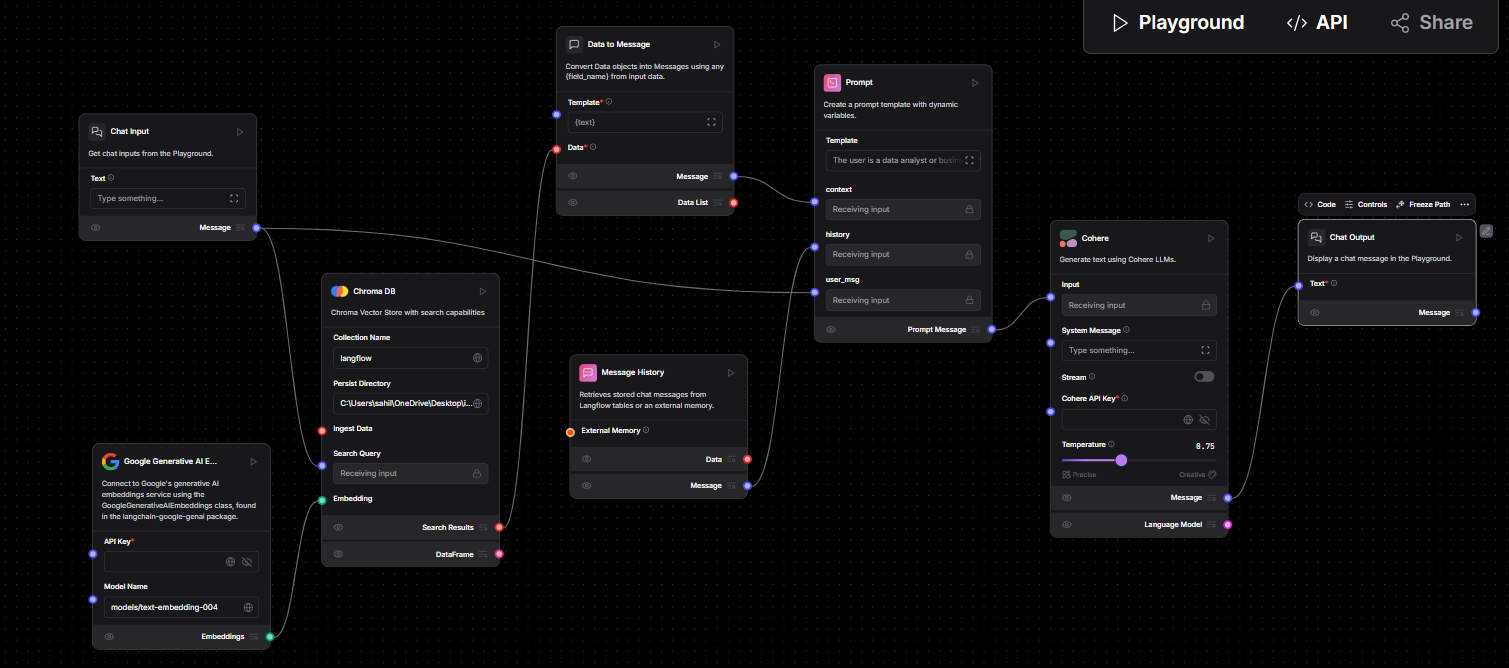 Playground
API
Share
Data to Message
Convert Data objects into Messages using any
{field_name} from input data.
Template*
{text}
Data*
Message
Data List
Prompt
Create a prompt template with dynamic
variables.
Template
The user is a data analyst or busine
context
Receiving input
history
Receiving input
user_msg
Receiving input
Prompt Message
Chat Input
Get chat inputs from the Playground.
Text
Type something...
Message
Chroma DB
Chroma Vector Store with search capabilities
Collection Name
langflow
Persist Directory
C:\Users\sahil\OneDrive\Desktop\i...
Ingest Data
Search Query
Receiving input
Embedding
Search Results
DataFrame
Message History
Retrieves stored chat messages from
Langflow tables or an external memory.
External Memory
Data
Message
Google Generative AI E...
Connect to Google's generative AI
embeddings service using the
GoogleGenerativeAIEmbeddings class, found
in the langchain-google-genai package.
API Key*
Model Name
models/text-embedding-004
Embeddings
Cohere
Generate text using Cohere LLMs.
Input
Receiving input
System Message
Type something...
Stream
Cohere API Key*
Temperature
0.75
Precise
Creative
Message
Language Model
Code
Controls
Freeze Path
Chat Output
Display a chat message in the Playground.
Text*
Message